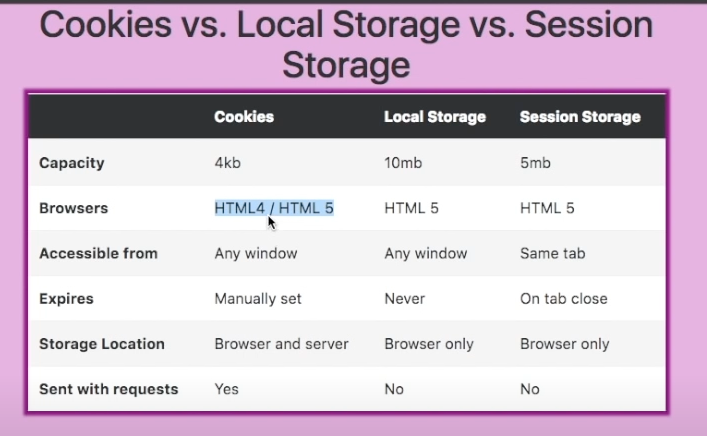 Cookies vs. Local Storage vs. Session
Storage
Cookies Local Storage Session Storage
Capacity 4kb 10mb 5mb
Browsers HTML4 / HTML 5 HTML 5 HTML 5
Accessible from Any window Any window Same tab
Expires Manually set Never On tab close
Storage Location Browser and server Browser only Browser only
Sent with requests Yes No No